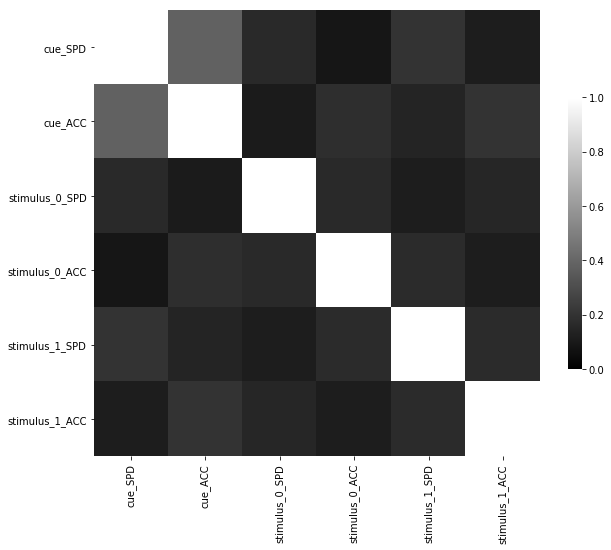 cue_SPD
cue_ACC
stimulus_0_SPD
stimulus_0_ACC
stimulus_1_SPD
stimulus_1_ACC
cue_SPD
cue_ACC
stimulus_0_SPD
stimulus_0_ACC
stimulus_1_SPD
stimulus_1_ACC
1.0
0.8
0.6
0.4
0.2
0.0